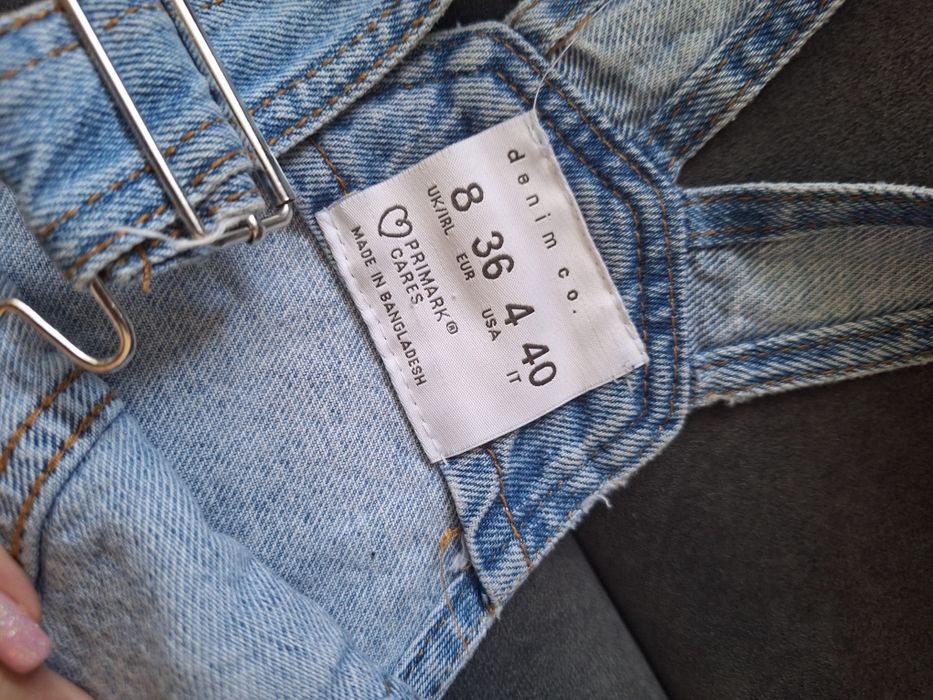 denim co.
8 36 4 40
UK/IRL EUR USA IT
PRIMARK®
CARES
MADE IN BANGLADESH